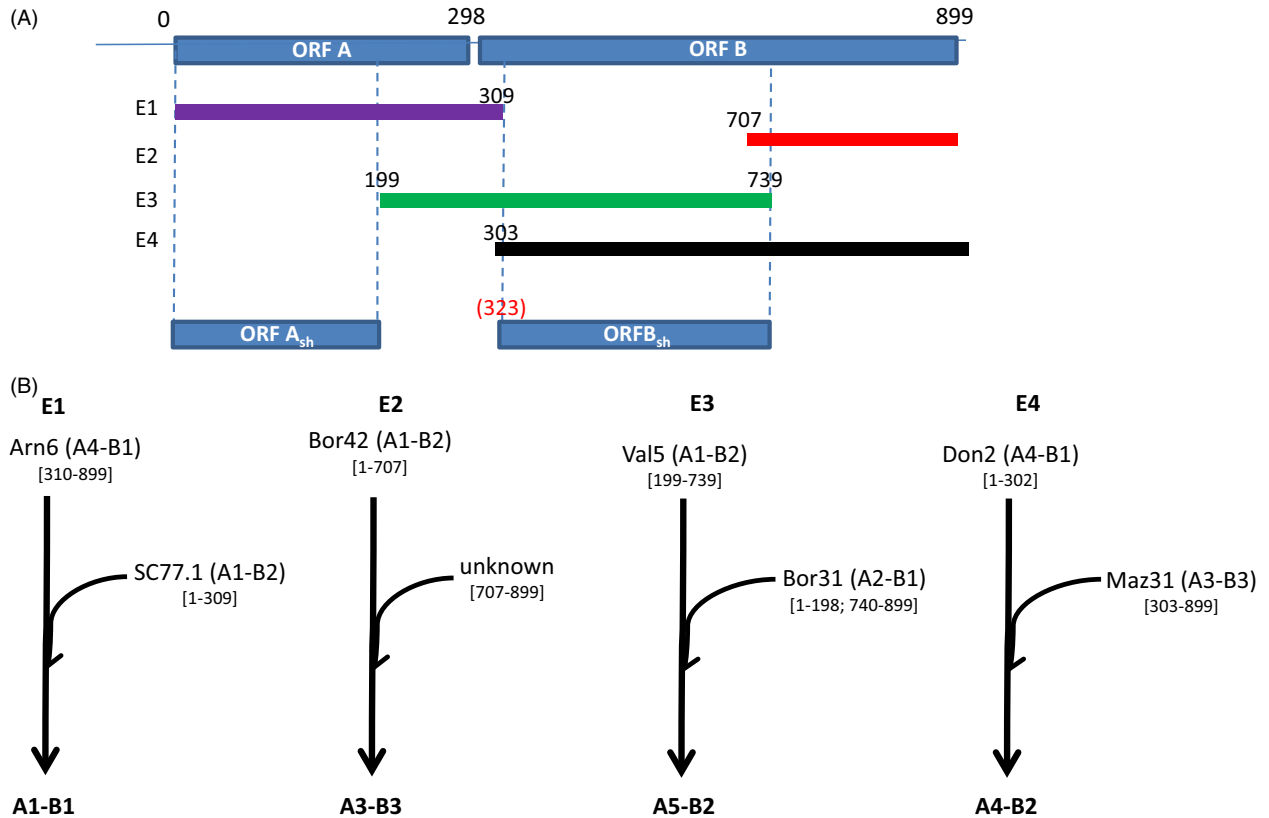 (A)
0 298 899
ORF A ORF B
E1 309
707
E2
199 739
E3
E4 303
(323)
ORF Ash ORFBsh
(B)
E1 E2 E3 E4
Arn6 (A4-B1) Bor42 (A1-B2) Val5 (A1-B2) Don2 (A4-B1)
[310-899] [1-707] [199-739] [1-302]
SC77.1 (A1-B2) unknown Bor31 (A2-B1) Maz31 (A3-B3)
[1-309] [707-899] [1-198; 740-899] [303-899]
A1-B1 A3-B3 A5-B2 A4-B2